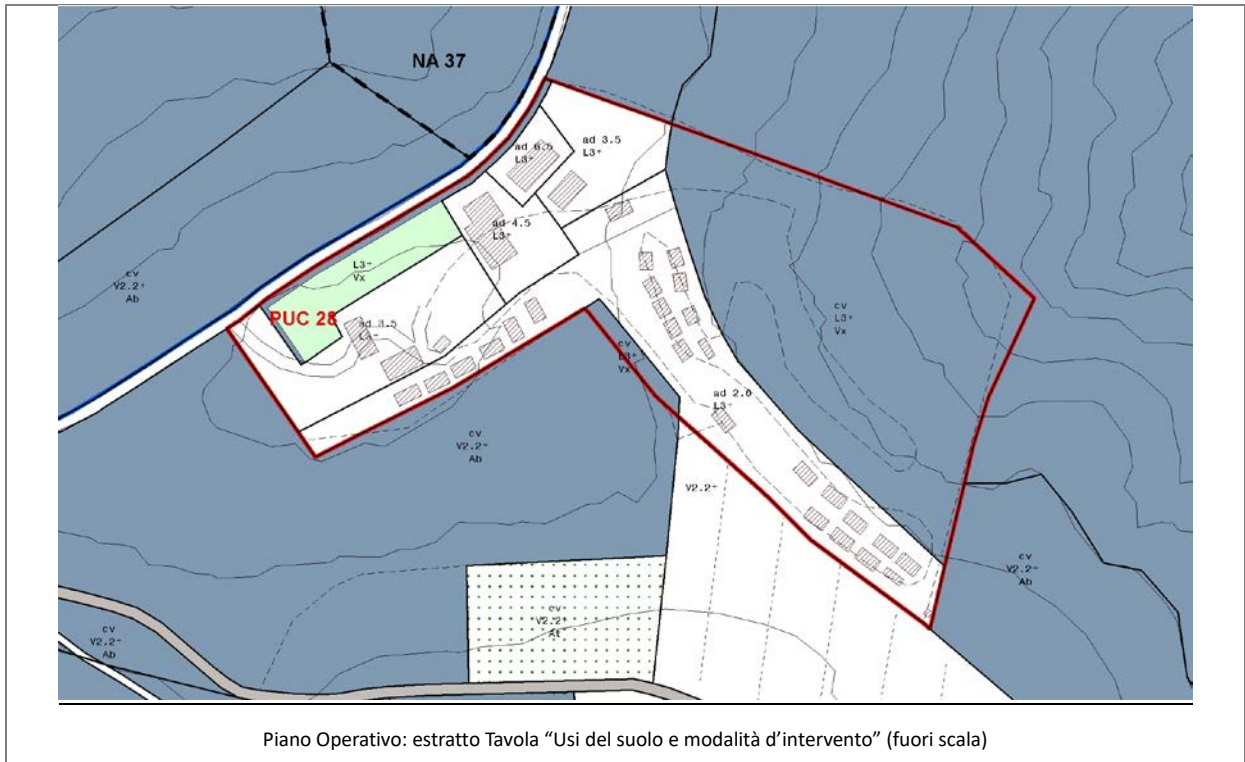 NA 37
ad 6.5
L3+
ad 3.5
L3+
ad 4.5
L3+
L3+
Vx
cv
V2.2+
Ab
PUC 28
ad 3.5
L3+
cv
L3+
Vx
cv
L3+
Vx
ad 2.0
L3+
cv
V2.2+
Ab
V2.2+
cv
V2.2+
Ab
cv
V2.2+
At
cv
V2.2+
Ab
Piano Operativo: estratto Tavola “Usi del suolo e modalità d’intervento” (fuori scala)